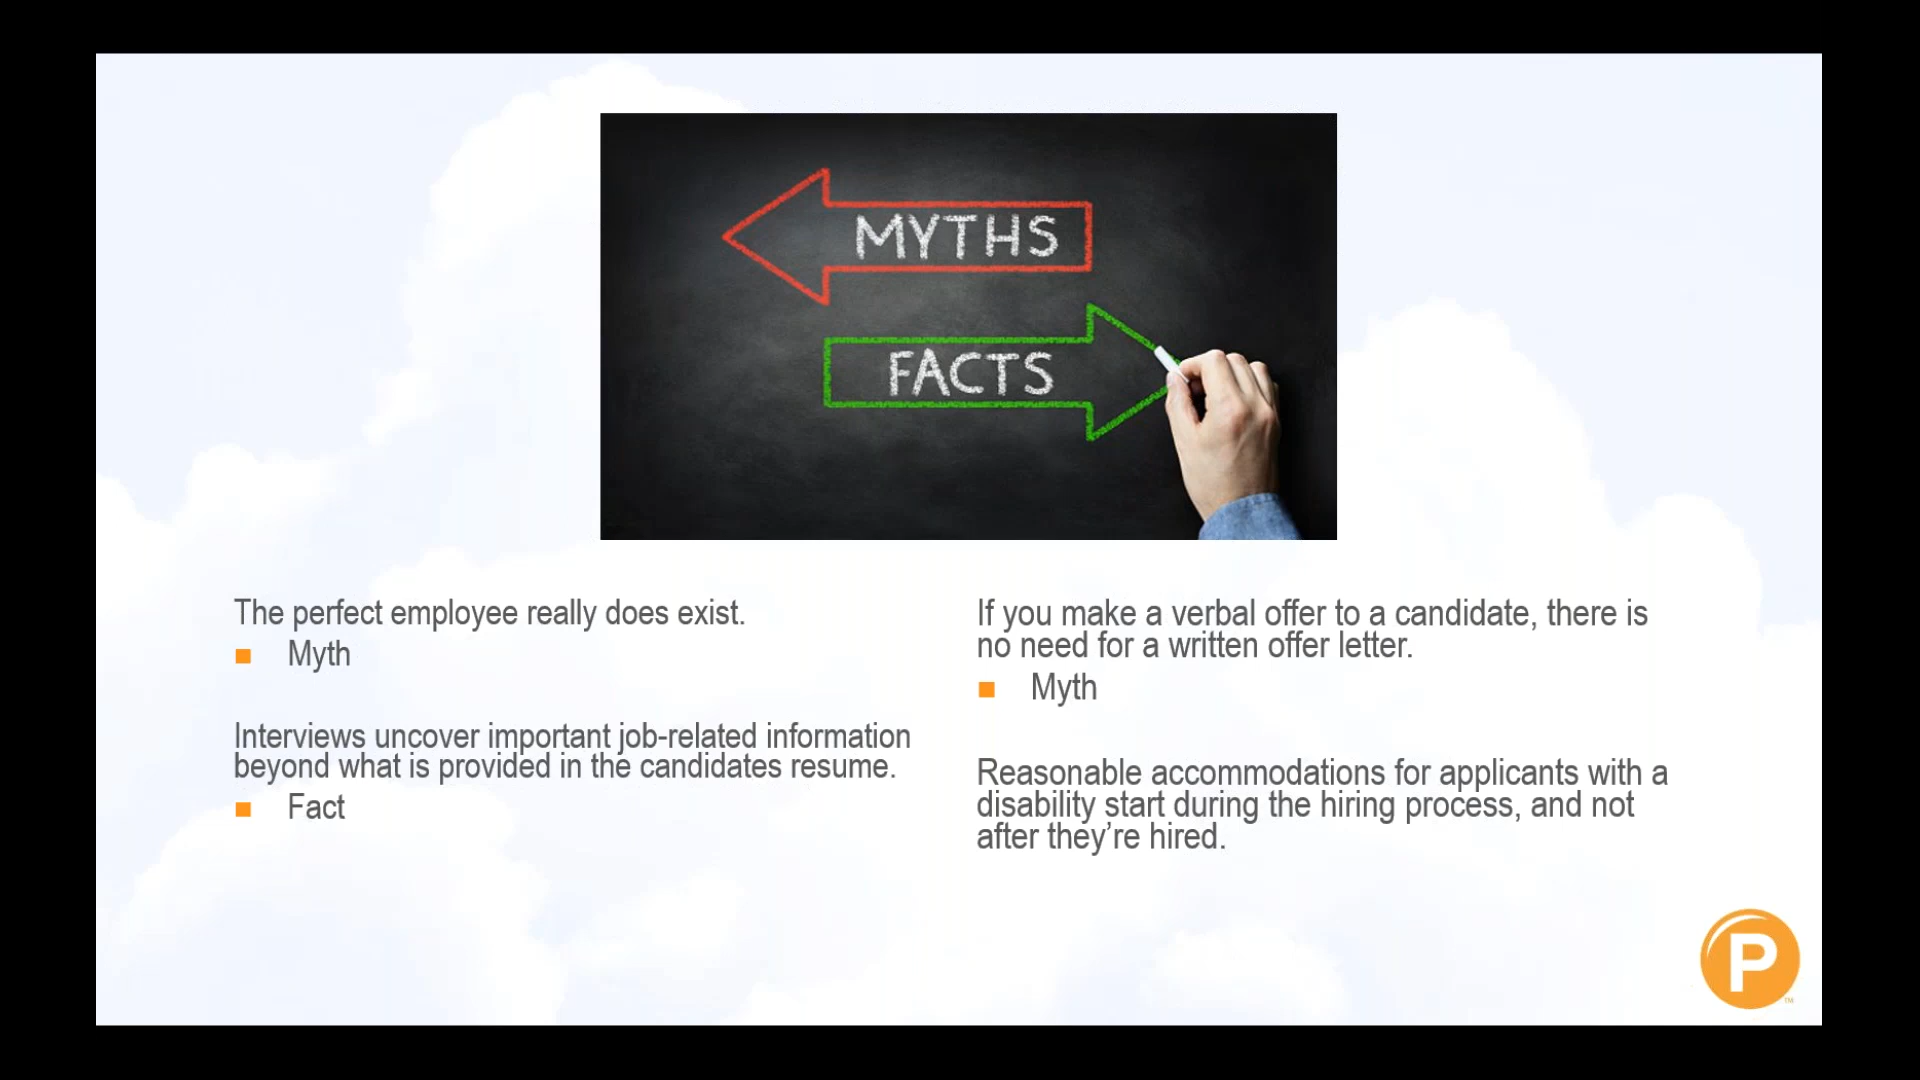 MYTHS
FACTS
The perfect employee really does exist.
Myth
Interviews uncover important job-related information
beyond what is provided in the candidates resume.
Fact
If you make a verbal offer to a candidate, there is
no need for a written offer letter.
Myth
Reasonable accommodations for applicants with a
disability start during the hiring process, and not
after they’re hired.
P
TM